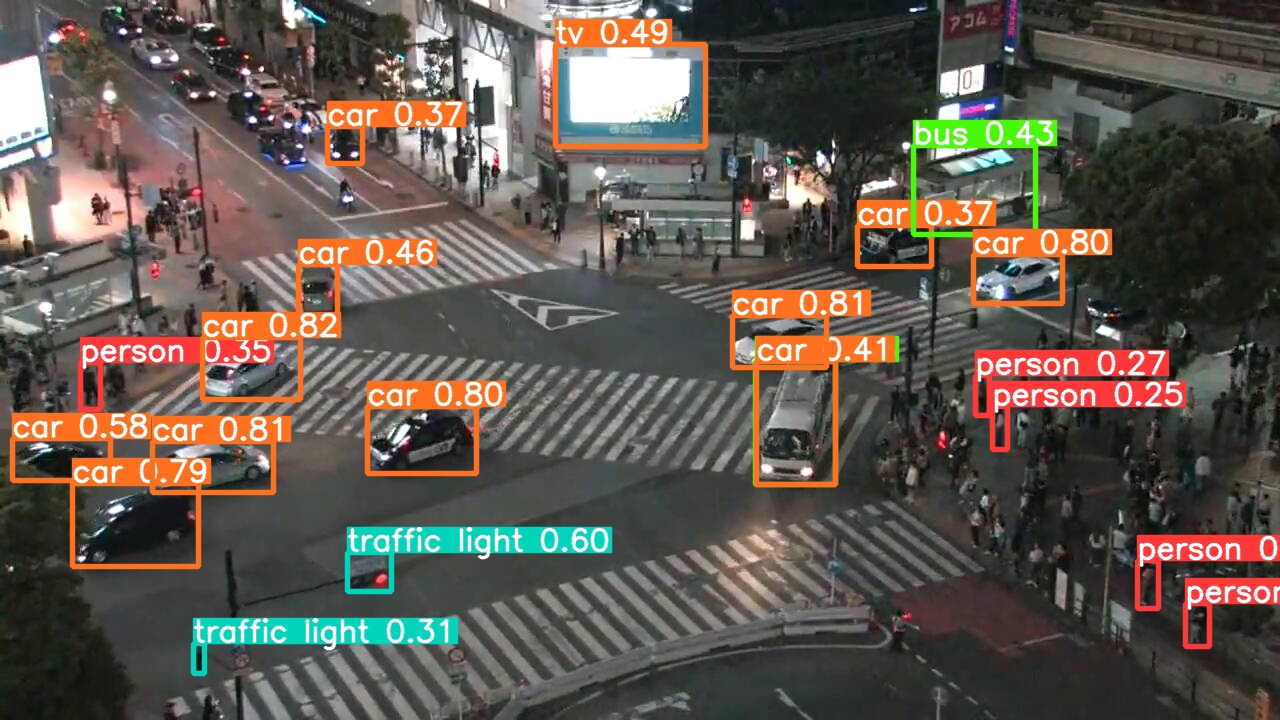 tv 0.49
car 0.37
アコム
bus 0.43
car 0.37
car 0.80
car 0.46
car 0.81
car 0.82
car 0.41
person 0.35
person 0.27
person 0.25
car 0.80
car 0.58
car 0.81
car 0.79
traffic light 0.60
person 0
person
traffic light 0.31